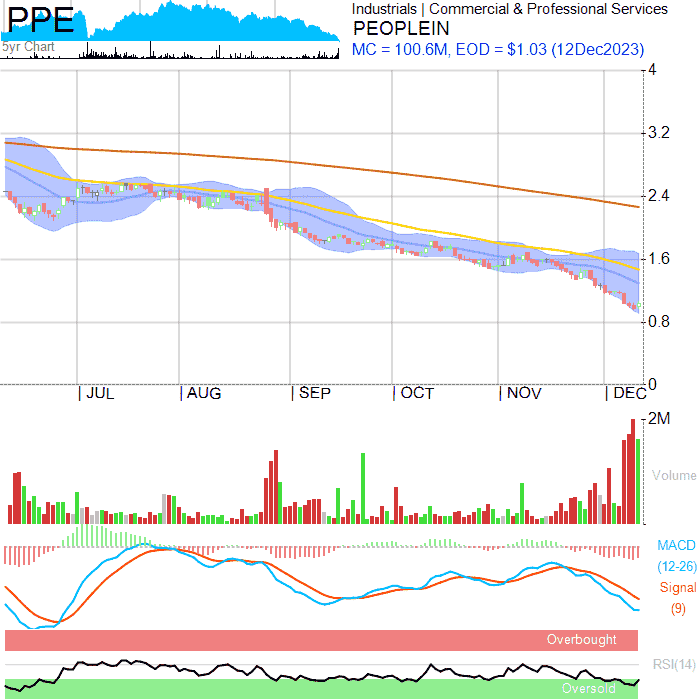 PPE
5yr Chart
Industrials | Commercial & Professional Services
PEOPLEIN
MC = 100.6M, EOD = $1.03 (12Dec2023)
4
3.2
2.4
1.6
0.8
0
JUL AUG SEP OCT NOV DEC
2M
Volume
MACD
(12-26)
Signal
(9)
Overbought
RSI(14)
Oversold